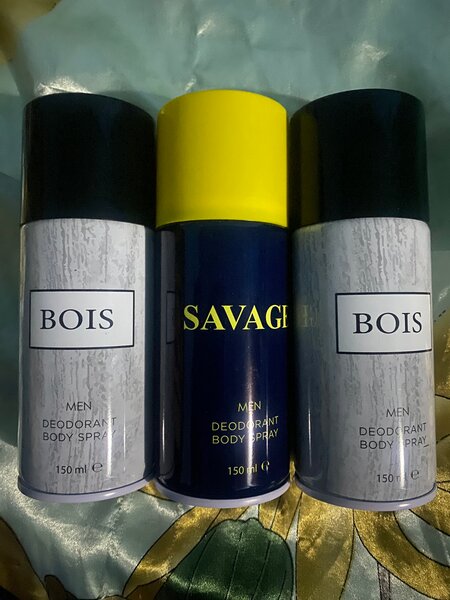 BOIS
MEN
DEODORANT
BODY SPRAY
150 ml ℮
SAVAGE
MEN
DEODORANT
BODY SPRAY
150 ml ℮
BOIS
MEN
DEODORANT
BODY SPRAY
150 ml ℮